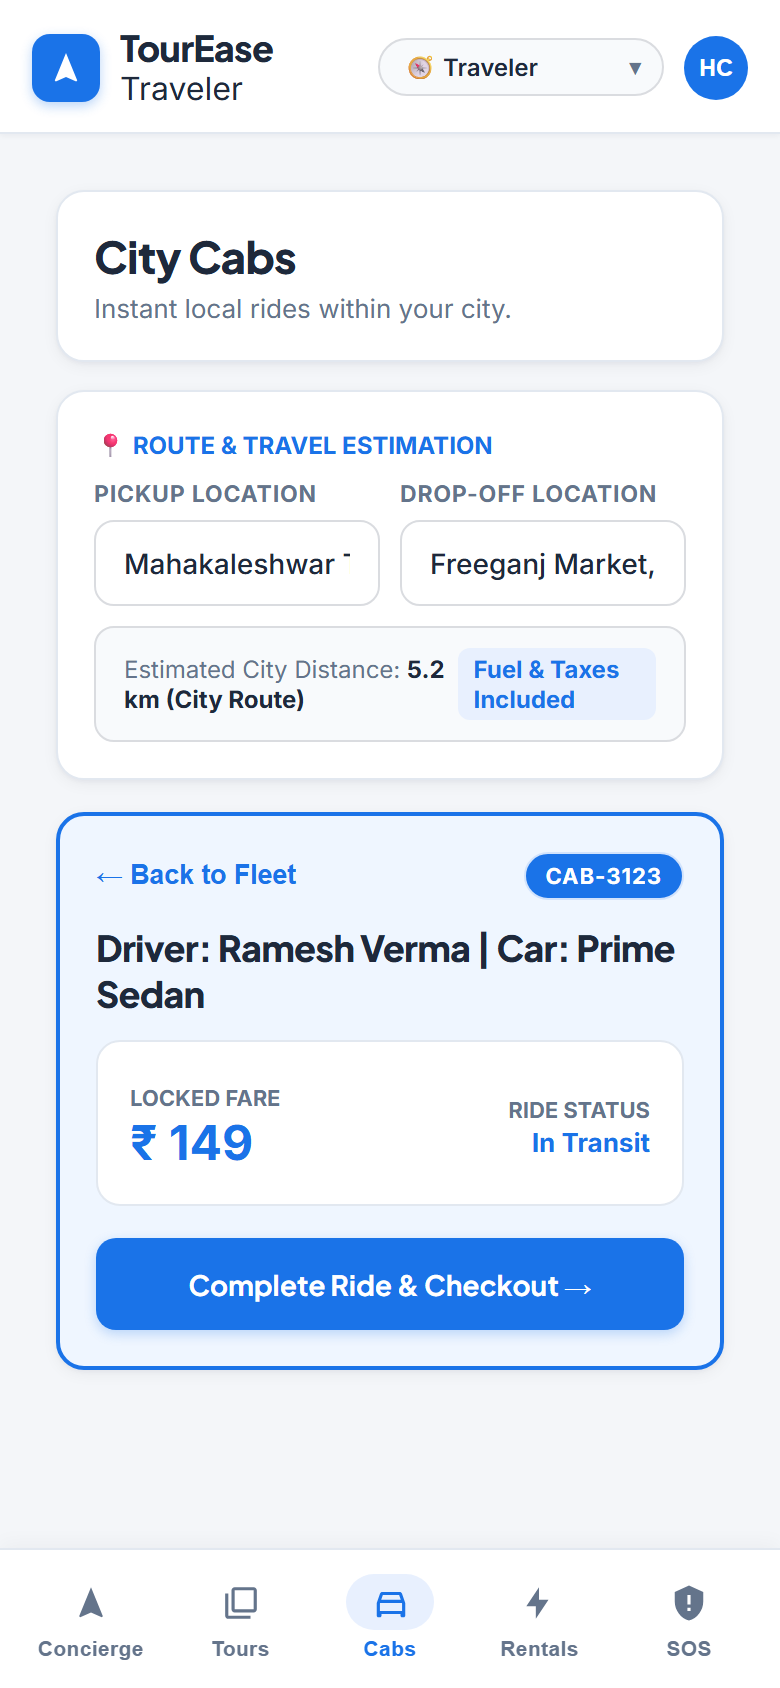 TourEase
Traveler
Traveler
HC
City Cabs
Instant local rides within your city.
ROUTE & TRAVEL ESTIMATION
PICKUP LOCATION
DROP-OFF LOCATION
Mahakaleshwar
Freeganj Market,
Estimated City Distance: 5.2
km (City Route)
Fuel & Taxes
Included
← Back to Fleet
CAB-3123
Driver: Ramesh Verma | Car: Prime
Sedan
LOCKED FARE
₹ 149
RIDE STATUS
In Transit
Complete Ride & Checkout →
Concierge
Tours
Cabs
Rentals
SOS